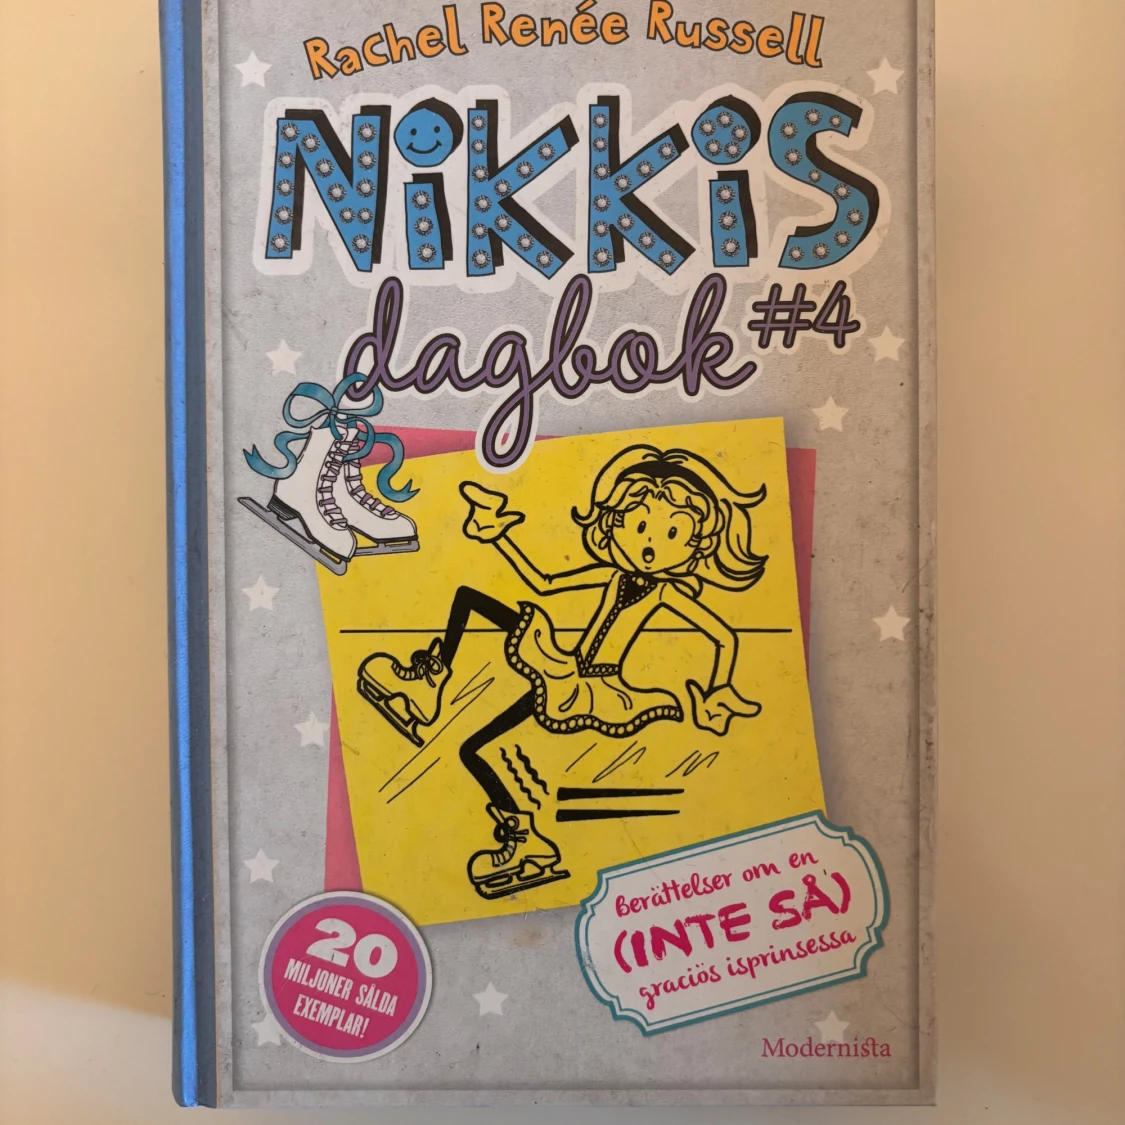 Rachel Renée Russell
NiKKiS
dagbok #4
Berättelser om en
(INTE SÅ)
graciös isprinsessa
20
MILJONER SÅLDA
EXEMPLAR!
Modernista